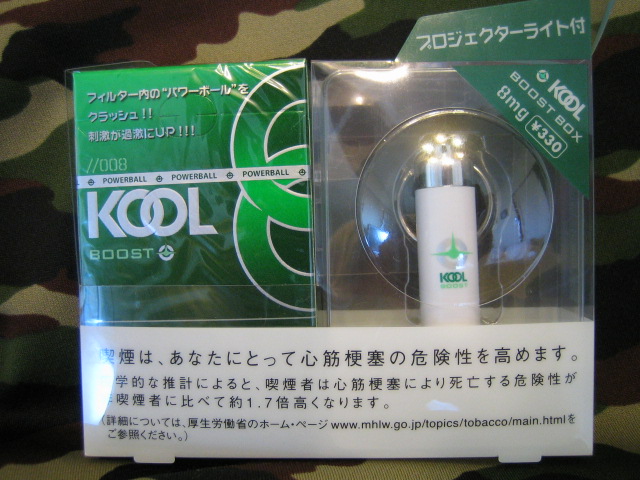 プロジェクターライト付
KOOL
BOOST BOX
8mg ¥330
フィルター内の"パワーボール"を
クラッシュ!!
刺激が過激にUP!!!
//008
POWERBALL POWERBALL POWERBALL
KOOL
BOOST
KOOL
BOOST
喫煙は、あなたにとって心筋梗塞の危険性を高めます。
学的な推計によると、喫煙者は心筋梗塞により死亡する危険性が
喫煙者に比べて約1.7倍高くなります。
(詳細については、厚生労働省のホーム・ページ www.mhlw.go.jp/topics/tobacco/main.htmlを
ご参照ください。)